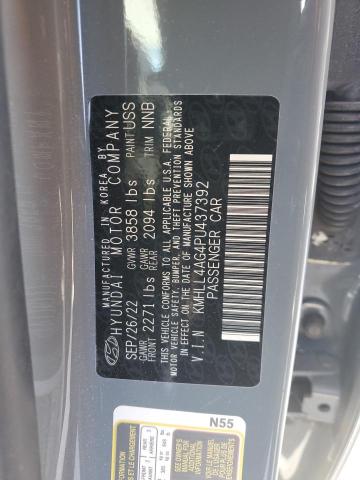 MANUFACTURED IN KOREA BY
HYUNDAI MOTOR COMPANY
SEP/26/22 GVWR 3858 lbs PAINT USS
GAWR FRONT 2271 lbs GAWR REAR 2094 lbs TRIM NNB
THIS VEHICLE CONFORMS TO ALL APPLICABLE U.S.A. FEDERAL
MOTOR VEHICLE SAFETY, BUMPER, AND THEFT PREVENTION STANDARDS
IN EFFECT ON THE DATE OF MANUFACTURE SHOWN ABOVE
V.I.N KMHLL4AG4PU437392
PASSENGER CAR
N55